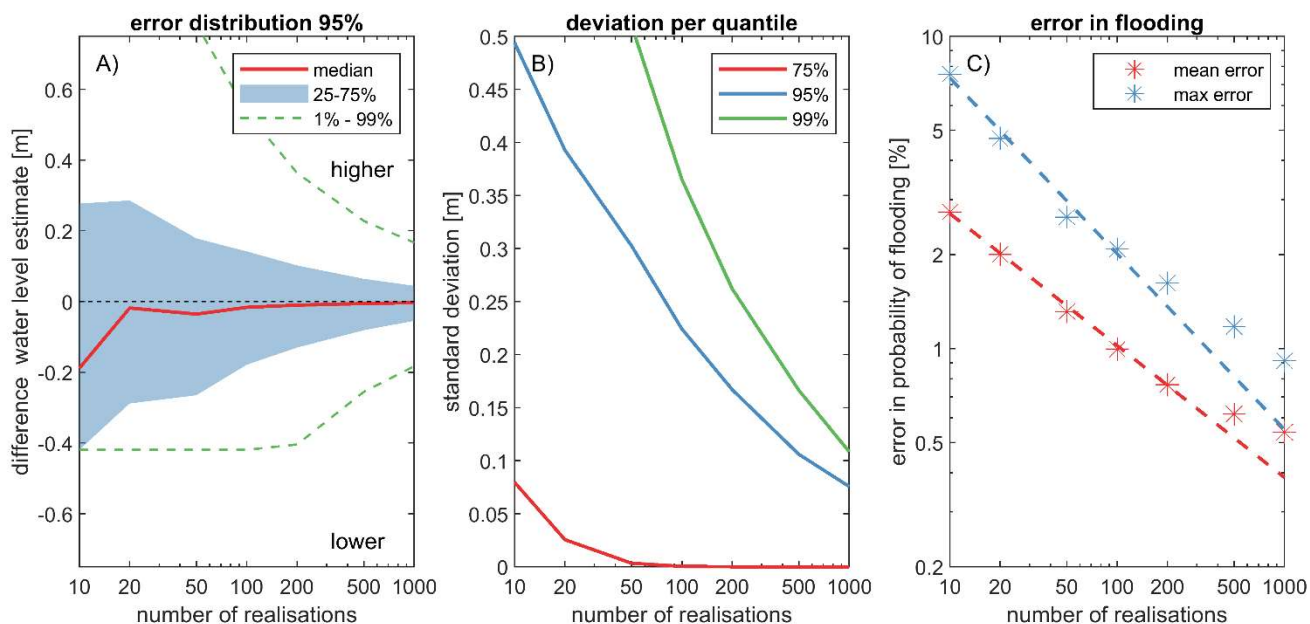 error distribution 95%
A)
median
25-75%
1% - 99%
higher
lower
0.6
0.4
0.2
0
-0.2
-0.4
-0.6
difference water level estimate [m]
10 20 50 100 200 500 1000
number of realisations
deviation per quantile
B)
75%
95%
99%
0.5
0.45
0.4
0.35
0.3
0.25
0.2
0.15
0.1
0.05
0
standard deviation [m]
10 20 50 100 200 500 1000
number of realisations
error in flooding
C)
mean error
max error
10
5
2
1
0.5
0.2
error in probability of flooding [%]
10 20 50 100 200 500 1000
number of realisations